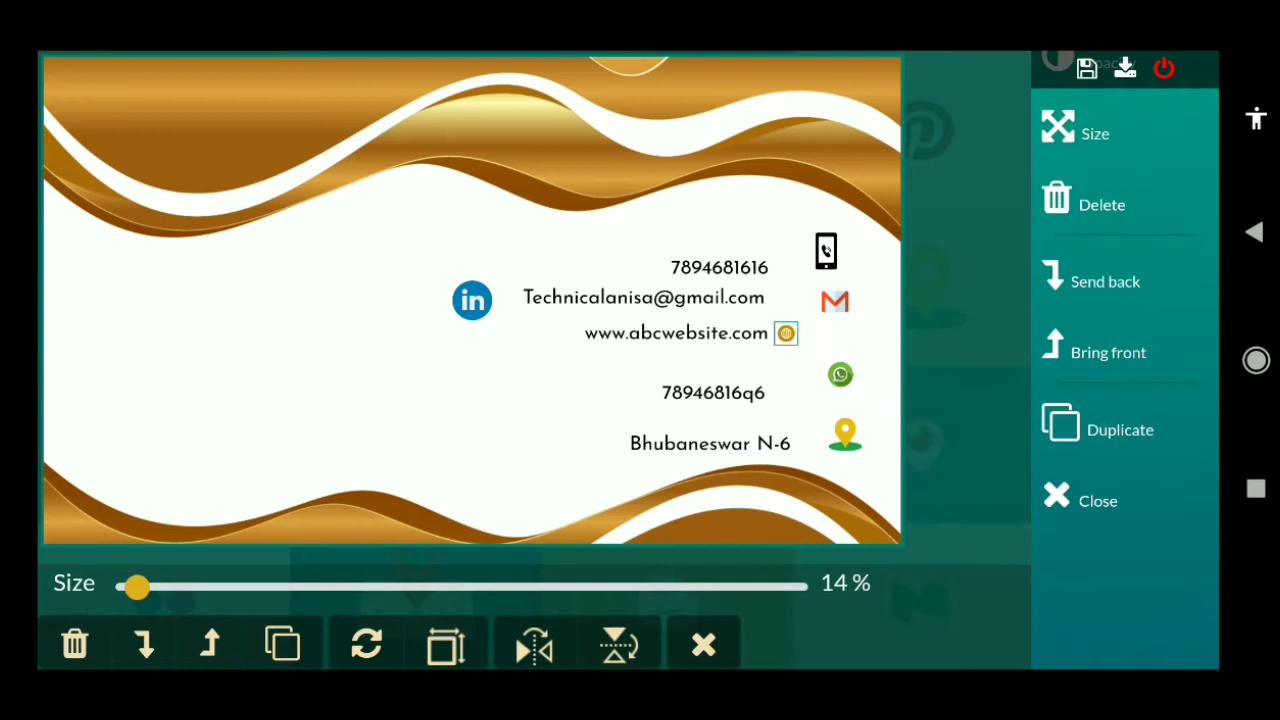 7894681616
in
Technicalanisa@gmail.com
www.abcwebsite.com
78946816q6
Bhubaneswar N-6
Size
Delete
Send back
Bring front
Duplicate
Close
Size
14 %